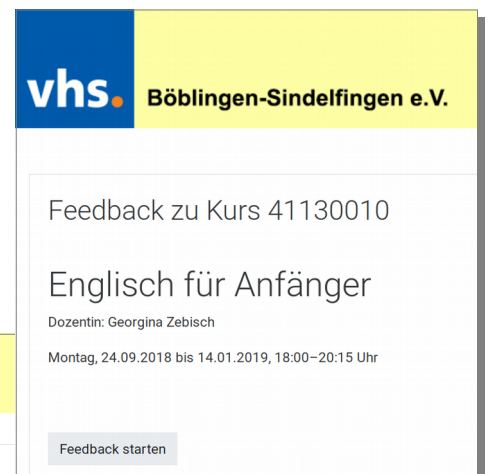 vhs.
Böblingen-Sindelfingen e.V.
Feedback zu Kurs 41130010
Englisch für Anfänger
Dozentin: Georgina Zebisch
Montag, 24.09.2018 bis 14.01.2019, 18:00–20:15 Uhr
Feedback starten